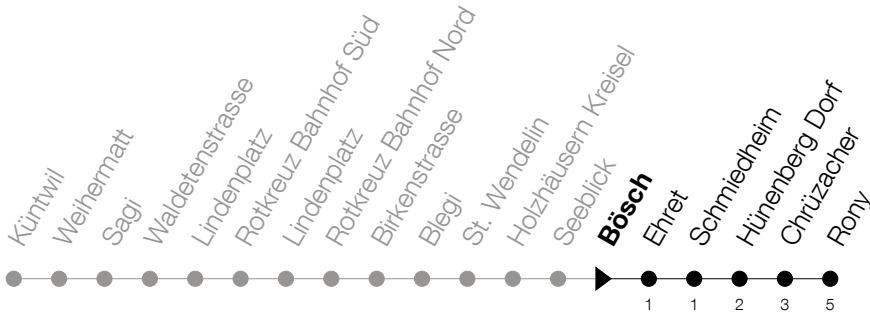 Küntwil
Weihermatt
Sagi
Waldetenstrasse
Lindenplatz
Rotkreuz Bahnhof Süd
Lindenplatz
Rotkreuz Bahnhof Nord
Birkenstrasse
Blegi
St. Wendelin
Holzhäusern Kreisel
Seeblick
Bösch
Ehret
Schmiedheim
Hünenberg Dorf
Chrüzacher
Rony
1 1 2 3 5